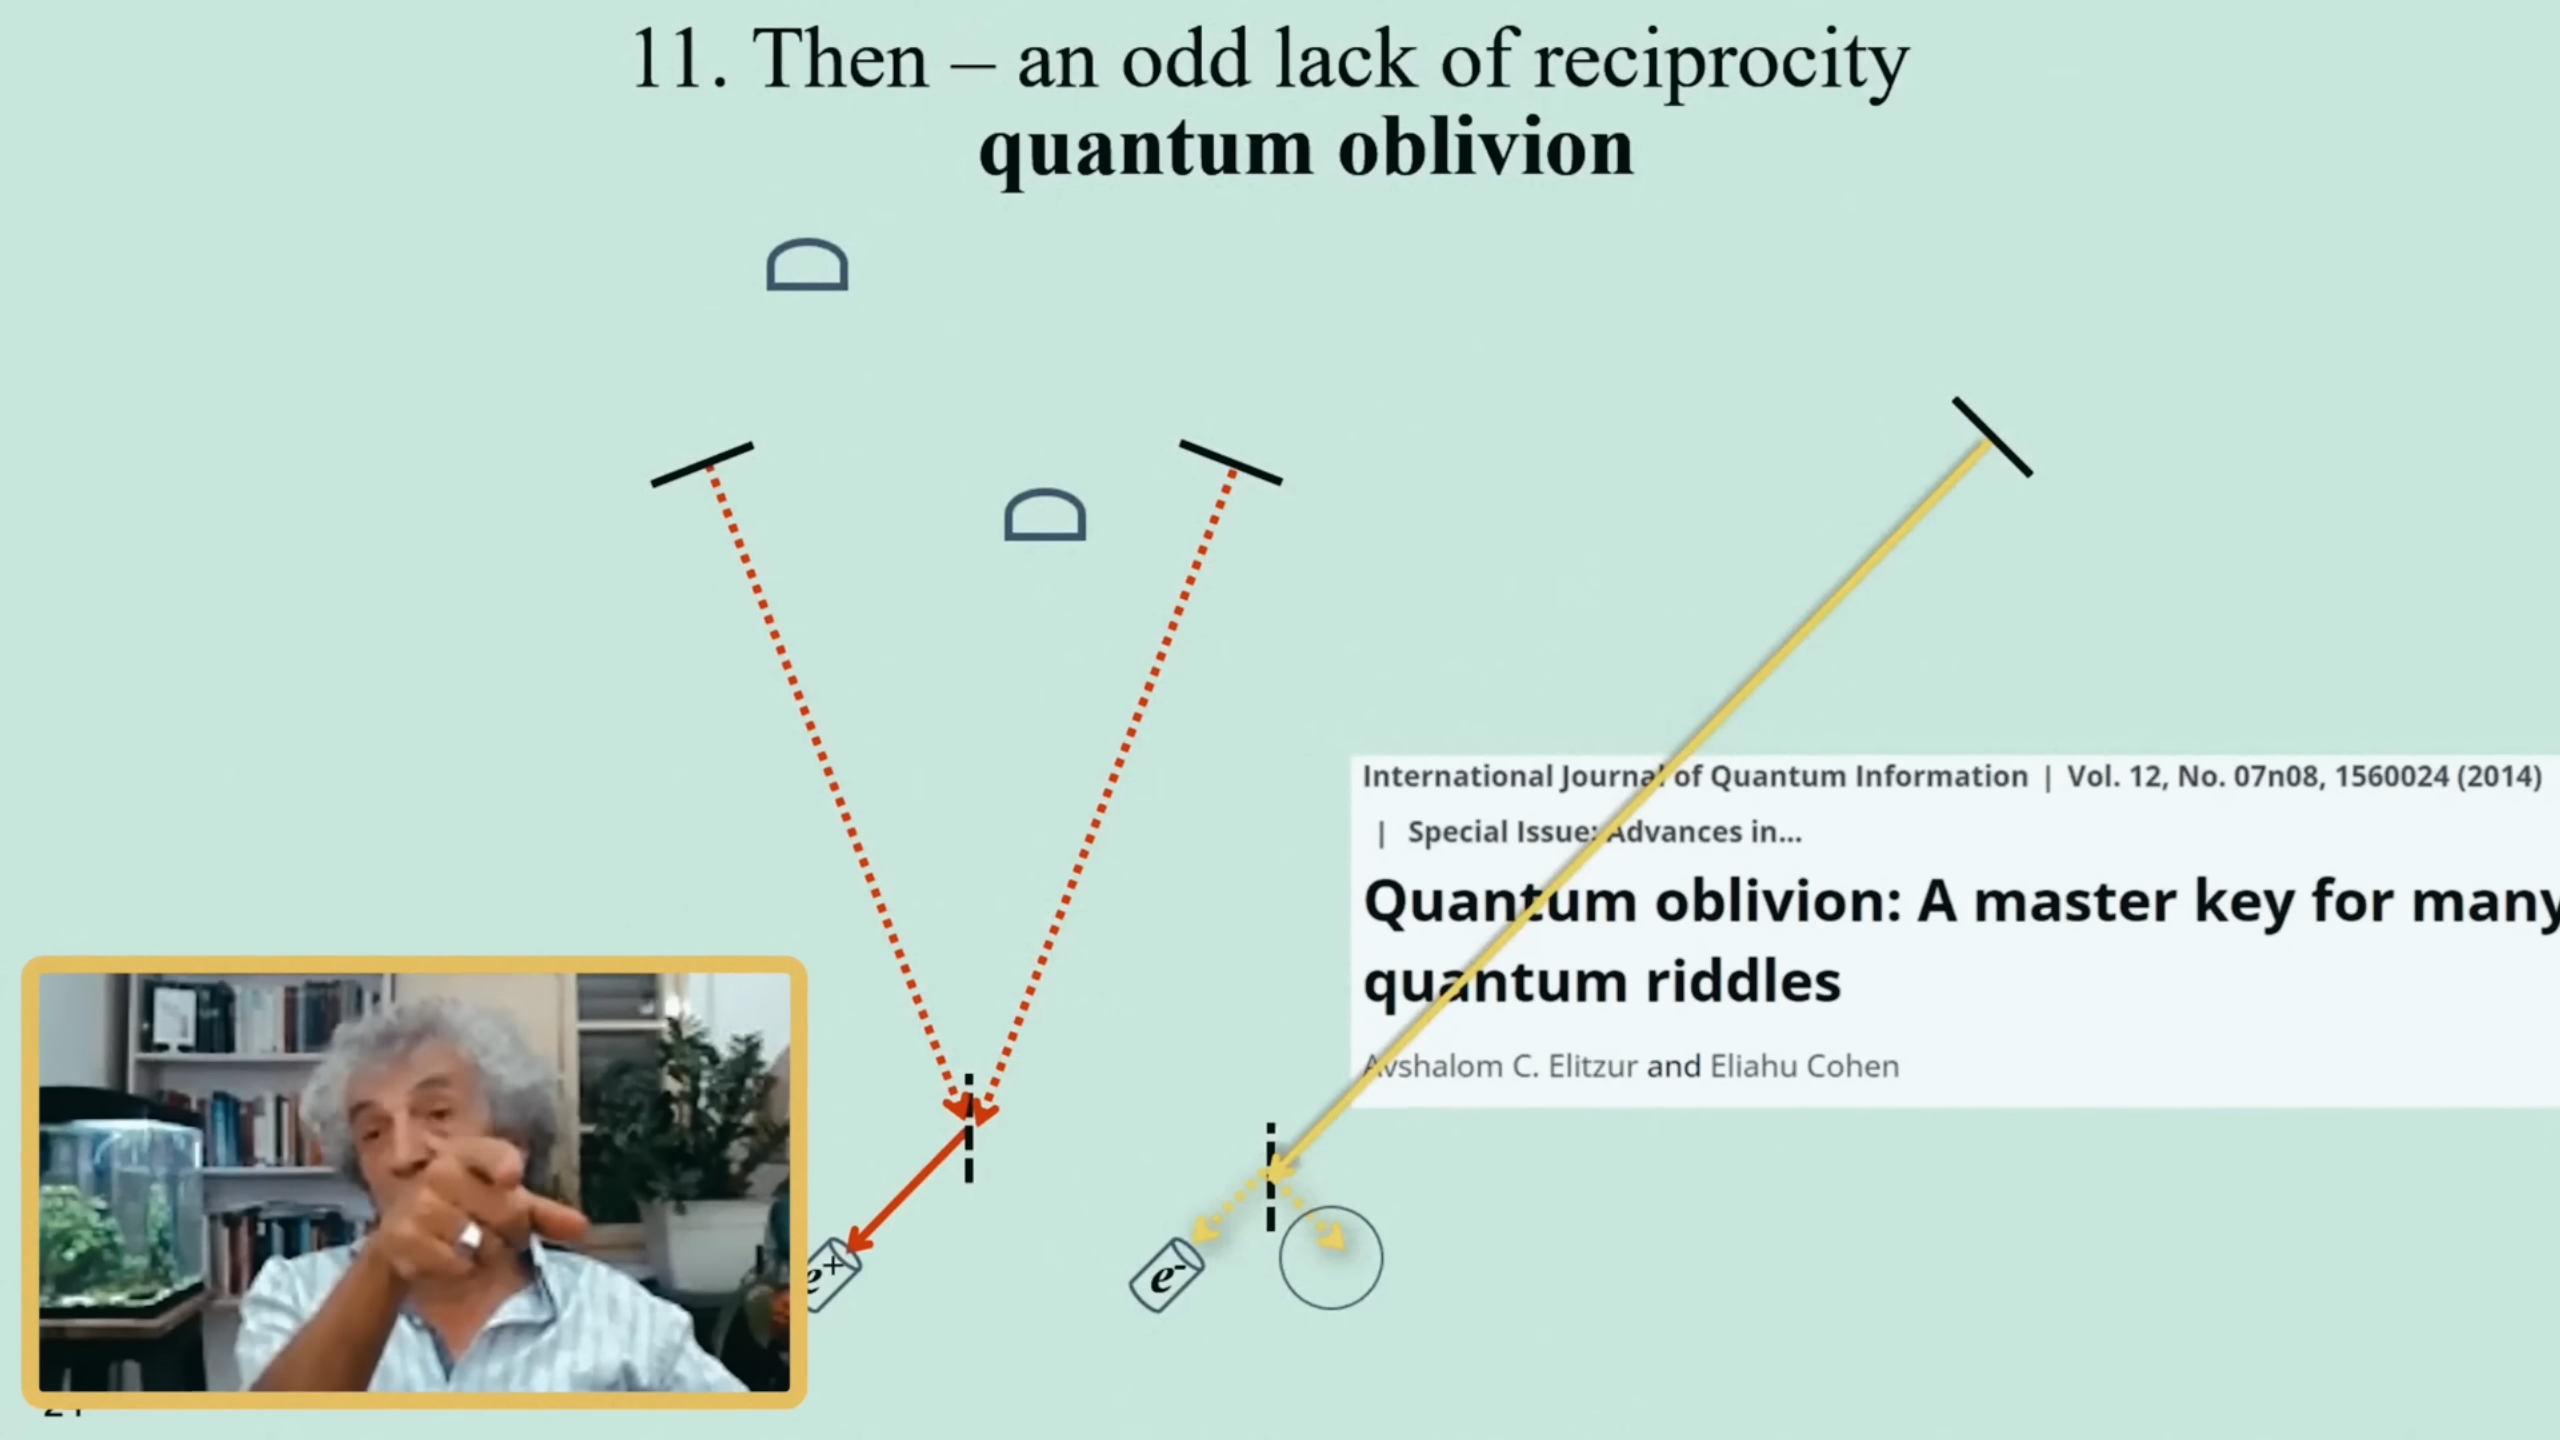 11. Then – an odd lack of reciprocity
quantum oblivion
D
D
International Journal of Quantum Information | Vol. 12, No. 07n08, 1560024 (2014)
| Special Issue: Advances in...
Quantum oblivion: A master key for many
quantum riddles
Avshalom C. Elitzur and Eliahu Cohen
e+
e-